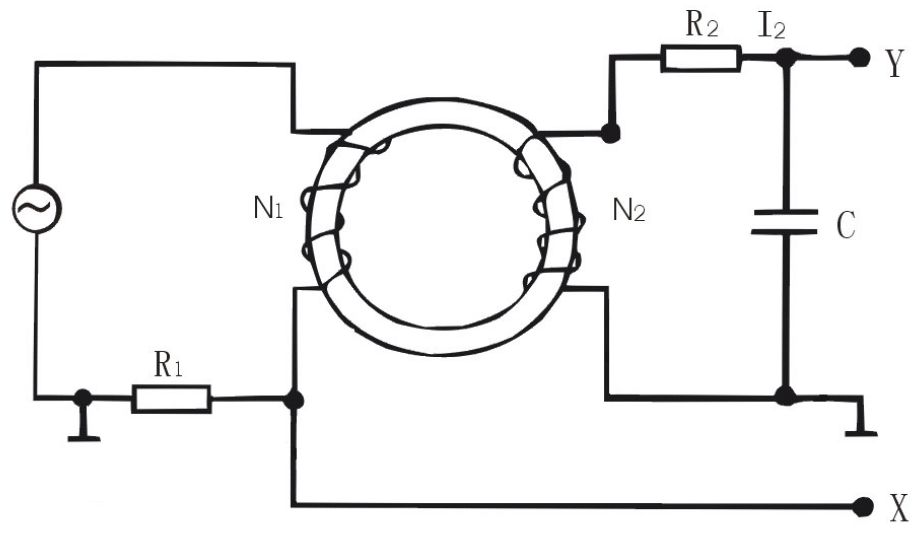 R₂ I₂
Y
N₁
N₂
C
R₁
X